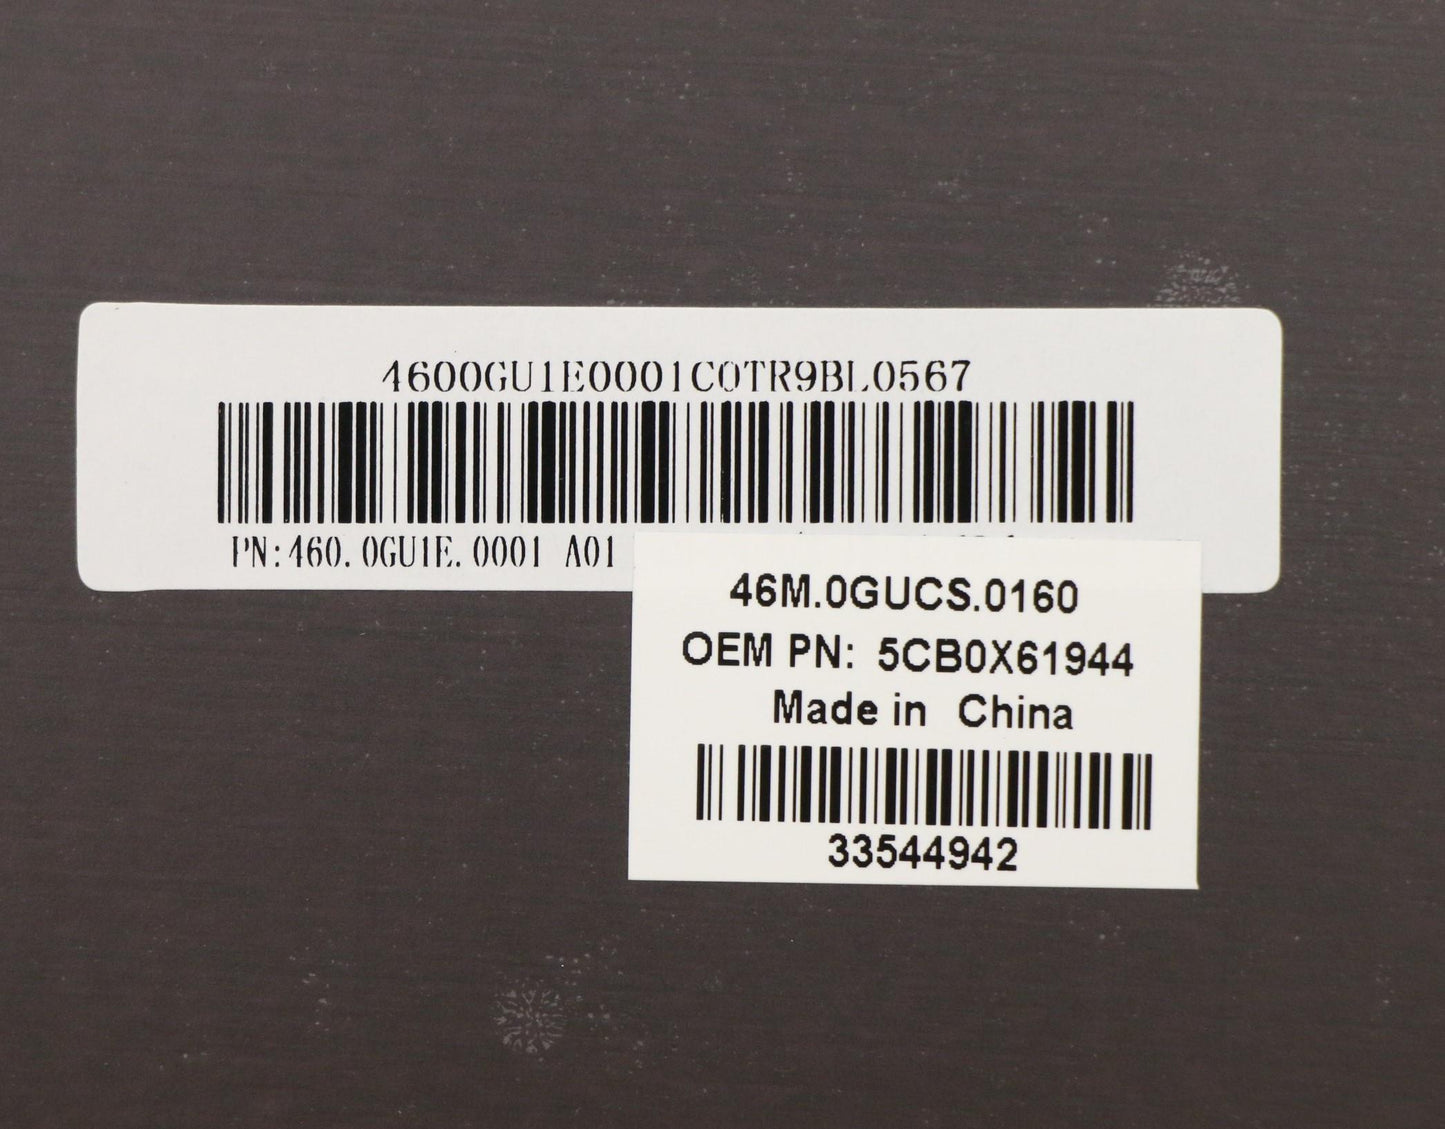 4600GU1E0001C0TR9BL0567
PN:460.0GU1E.0001 A01
46M.0GUCS.0160
OEM PN: 5CB0X61944
Made in China
33544942